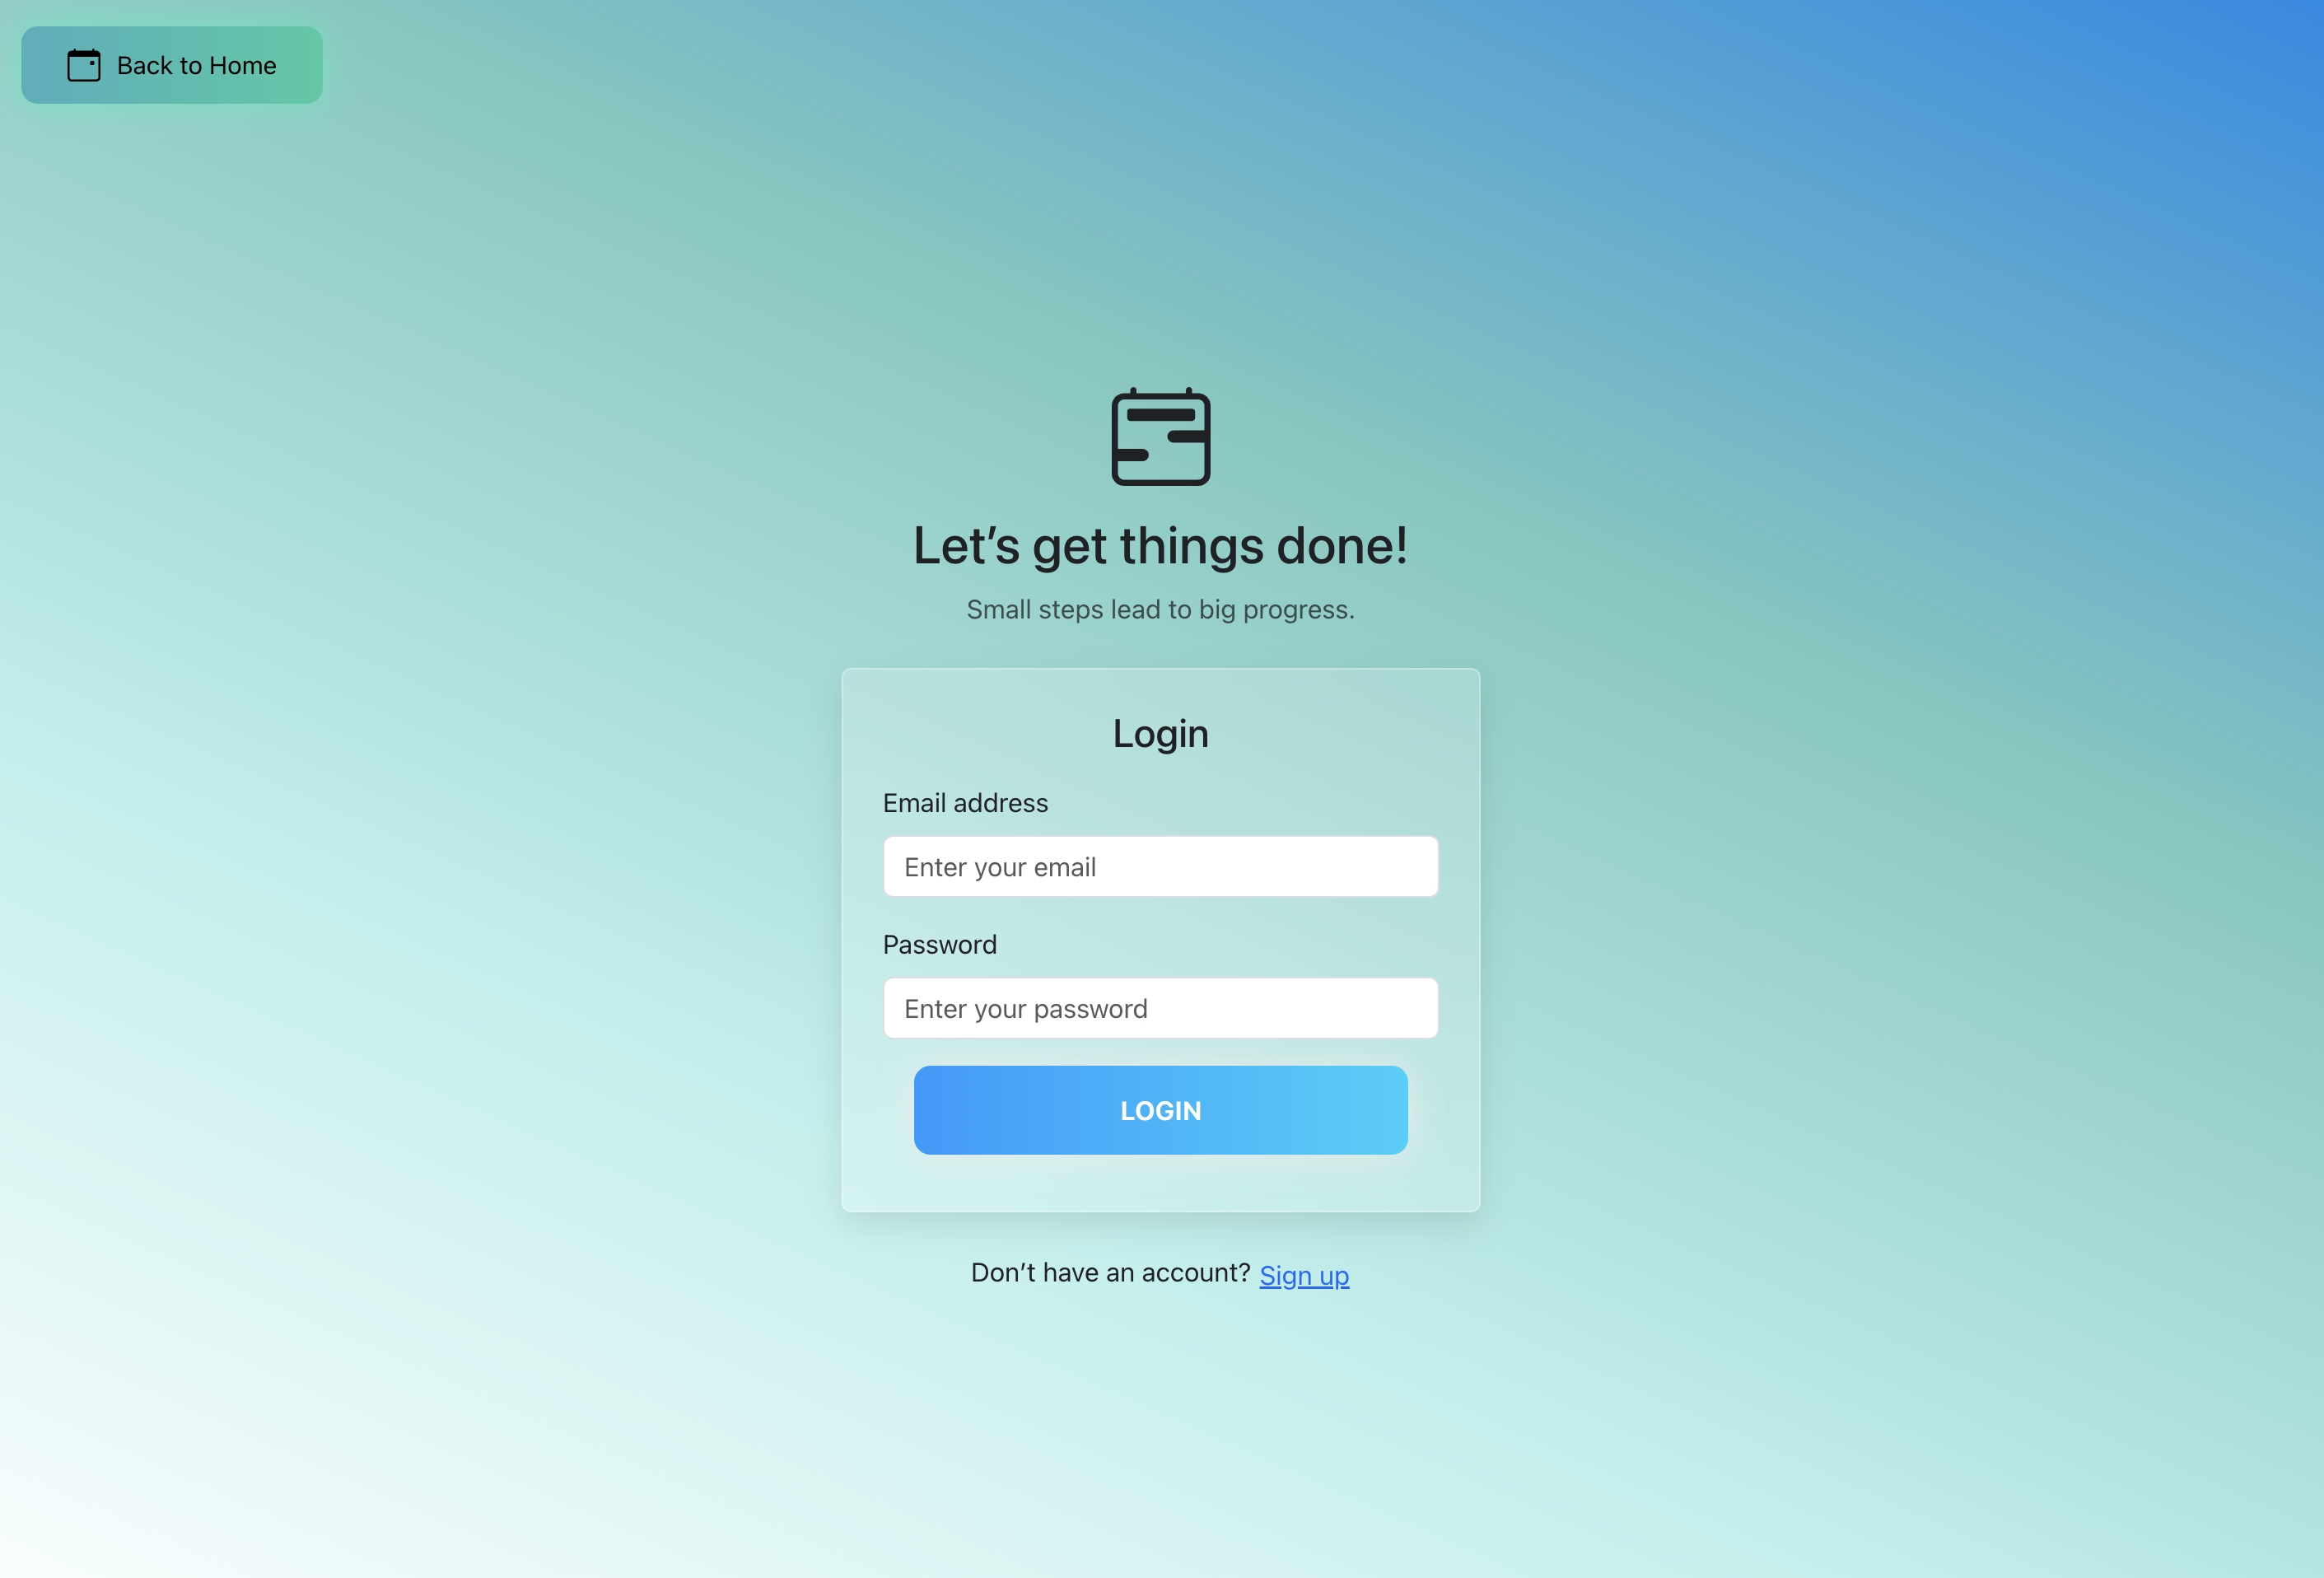 Back to Home
Let’s get things done!
Small steps lead to big progress.
Login
Email address
Enter your email
Password
Enter your password
LOGIN
Don’t have an account? Sign up